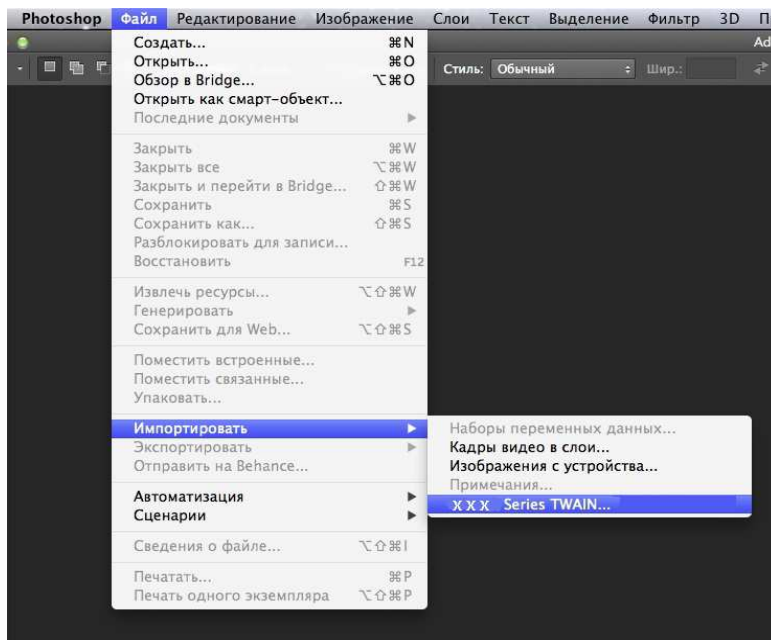 Photoshop Файл Редактирование Изображение Слои Текст Выделение Фильтр 3D П
Ad
Стиль: Обычный Шир.:
Создать... ⌘N
Открыть... ⌘O
Обзор в Bridge... ⌥⌘O
Открыть как смарт-объект...
Последние документы ▶
Закрыть ⌘W
Закрыть все ⌥⌘W
Закрыть и перейти в Bridge... ⇧⌘W
Сохранить ⌘S
Сохранить как... ⇧⌘S
Разблокировать для записи...
Восстановить F12
Извлечь ресурсы... ⌥⇧⌘W
Генерировать ▶
Сохранить для Web... ⌥⇧⌘S
Поместить встроенные...
Поместить связанные...
Упаковать...
Импортировать ▶
Экспортировать ▶
Отправить на Behance...
Автоматизация ▶
Сценарии ▶
Сведения о файле... ⌥⇧⌘I
Печатать... ⌘P
Печать одного экземпляра ⌥⇧⌘P
Наборы переменных данных...
Кадры видео в слои...
Изображения с устройства...
Примечания...
X X X Series TWAIN...